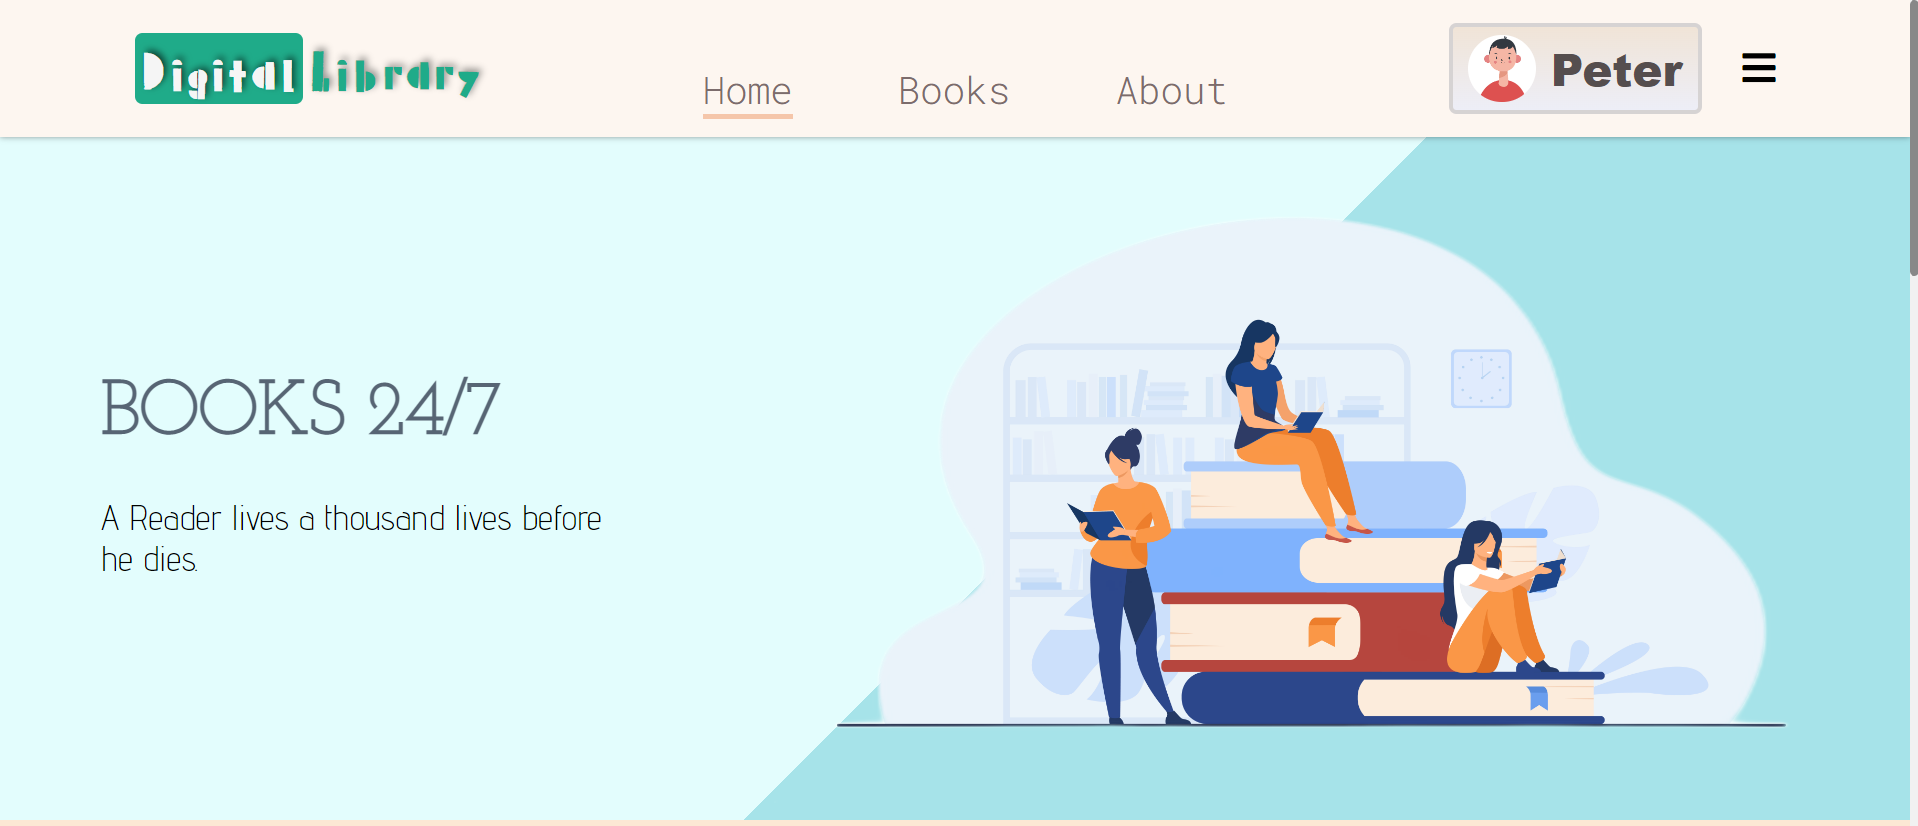 Digital Library
Home Books About
Peter
BOOKS 24/7
A Reader lives a thousand lives before
he dies.